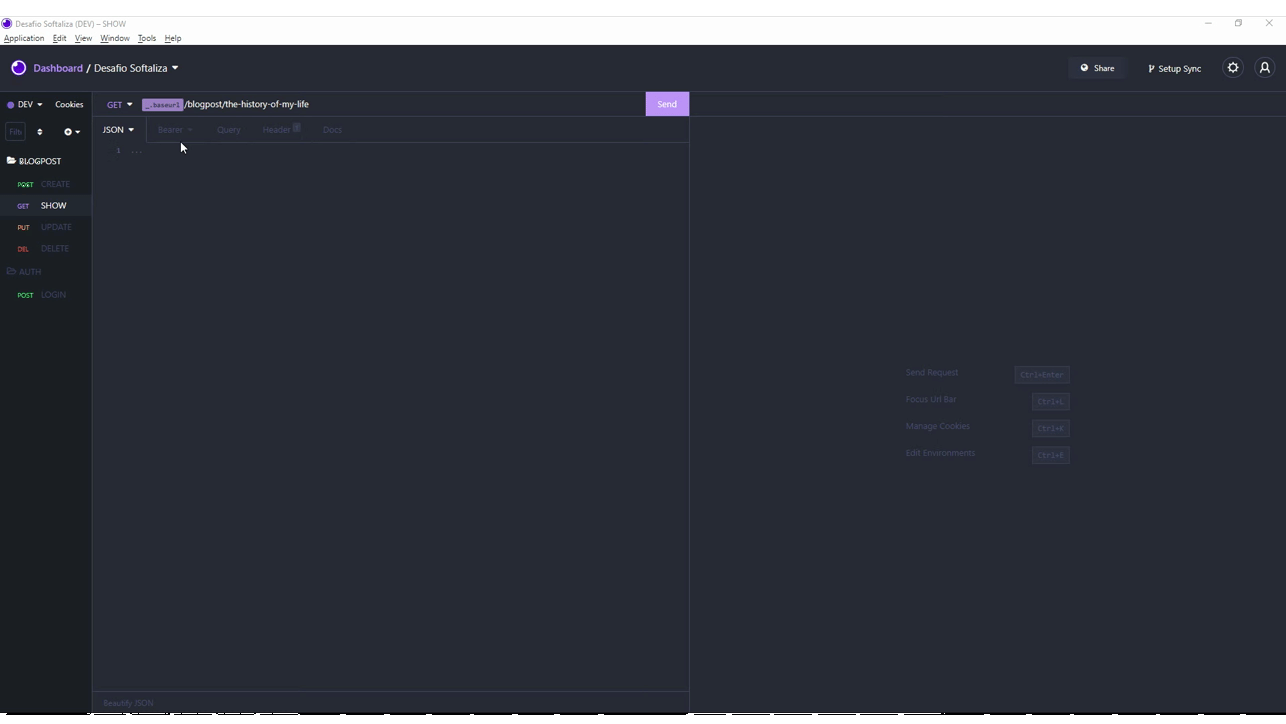 Desafio Softaliza (DEV) – SHOW
Application Edit View Window Tools Help
Dashboard / Desafio Softaliza
Share
Setup Sync
DEV
Cookies
GET
_.baseurl/blogpost/the-history-of-my-life
Send
JSON
Bearer
Query
Header 1
Docs
1 ...
BLOGPOST
POST CREATE
GET SHOW
PUT UPDATE
DEL DELETE
AUTH
POST LOGIN
Send Request Ctrl+Enter
Focus Url Bar Ctrl+L
Manage Cookies Ctrl+K
Edit Environments Ctrl+E
Beautify JSON